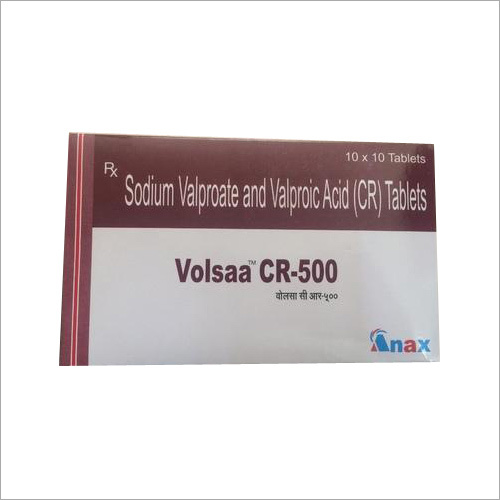 10 x 10 Tablets
Rx
Sodium Valproate and Valproic Acid (CR) Tablets
Volsaa™ CR-500
वोलसा सी आर-५००
Anax